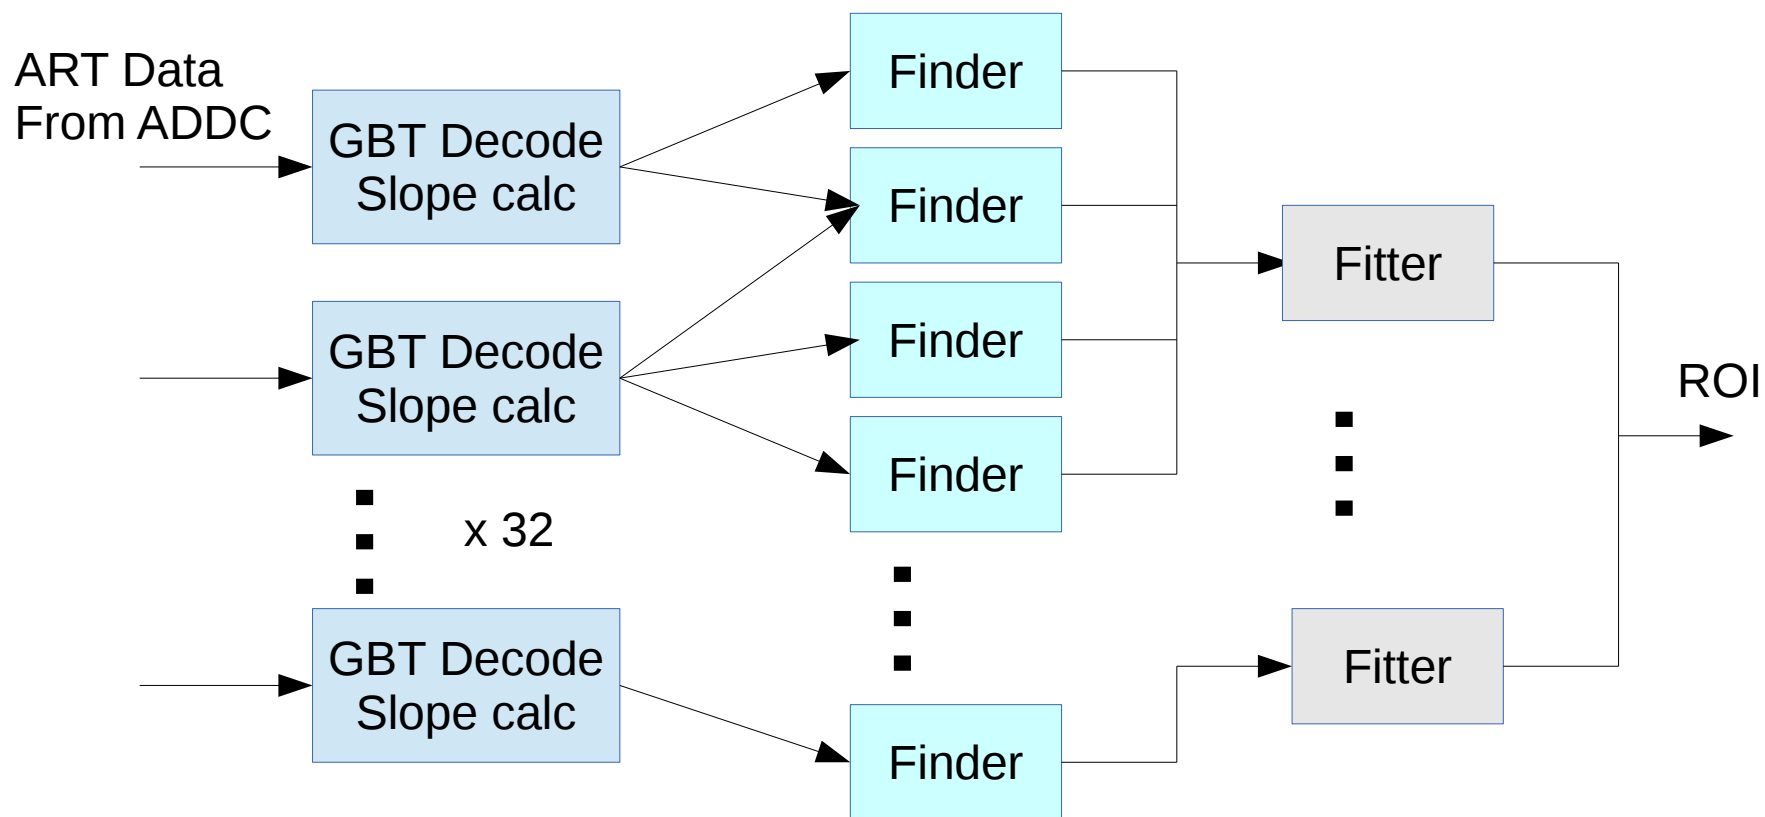 ART Data
From ADDC
GBT Decode
Slope calc
GBT Decode
Slope calc
x 32
GBT Decode
Slope calc
Finder
Finder
Finder
Finder
Finder
Fitter
Fitter
ROI